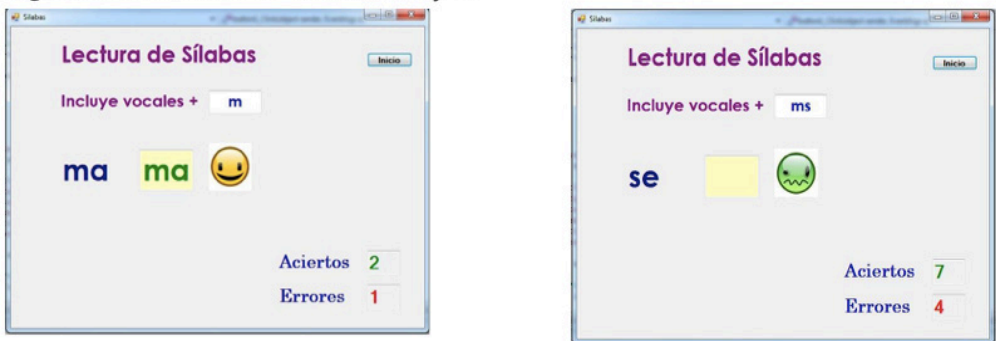 Sílabas
Lectura de Sílabas
Inicio
Incluye vocales + m
ma ma
Aciertos 2
Errores 1
Sílabas
Lectura de Sílabas
Inicio
Incluye vocales + ms
se
Aciertos 7
Errores 4